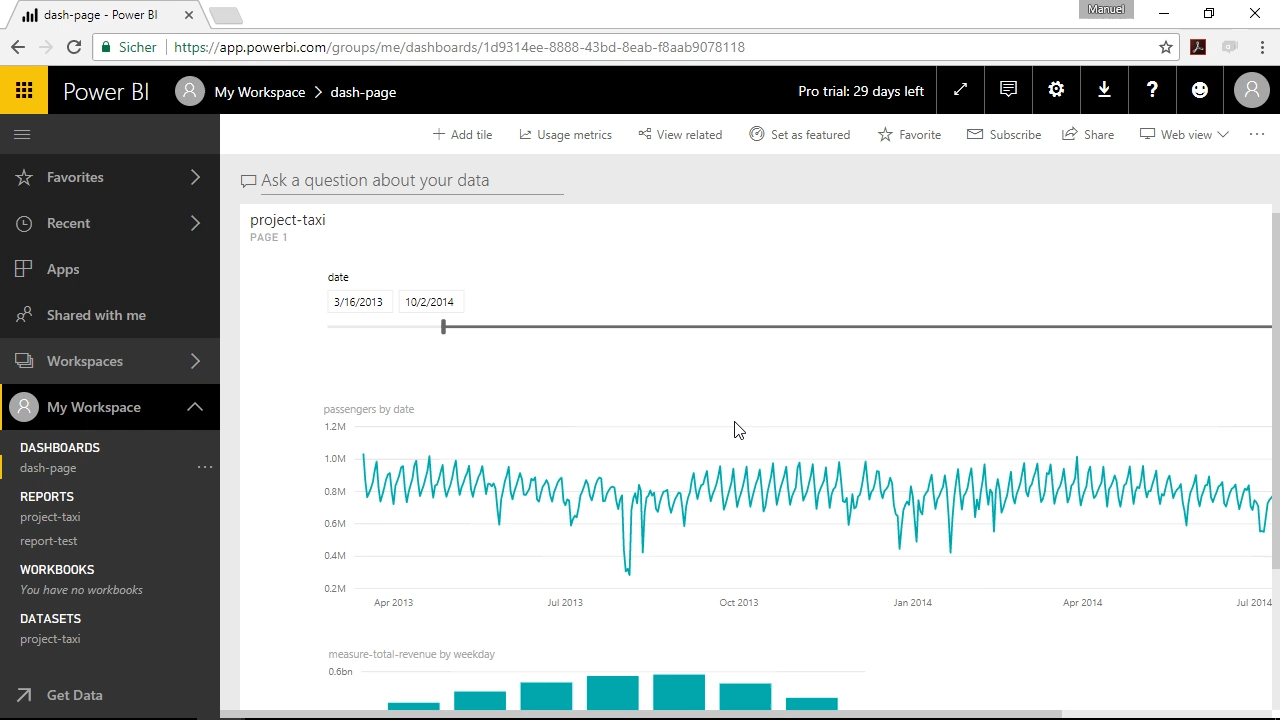 dash-page - Power BI
Manuel
Sicher https://app.powerbi.com/groups/me/dashboards/1d9314ee-8888-43bd-8eab-f8aab9078118
Power BI My Workspace > dash-page Pro trial: 29 days left ?
Add tile Usage metrics View related Set as featured Favorite Subscribe Share Web view ...
Favorites
Recent
Apps
Shared with me
Workspaces
My Workspace
DASHBOARDS
dash-page ...
REPORTS
project-taxi
report-test
WORKBOOKS
You have no workbooks
DATASETS
project-taxi
Get Data
Ask a question about your data
project-taxi
PAGE 1
date
3/16/2013 10/2/2014
passengers by date
1.2M
1.0M
0.8M
0.6M
0.4M
0.2M
Apr 2013 Jul 2013 Oct 2013 Jan 2014 Apr 2014 Jul 2014
measure-total-revenue by weekday
0.6bn